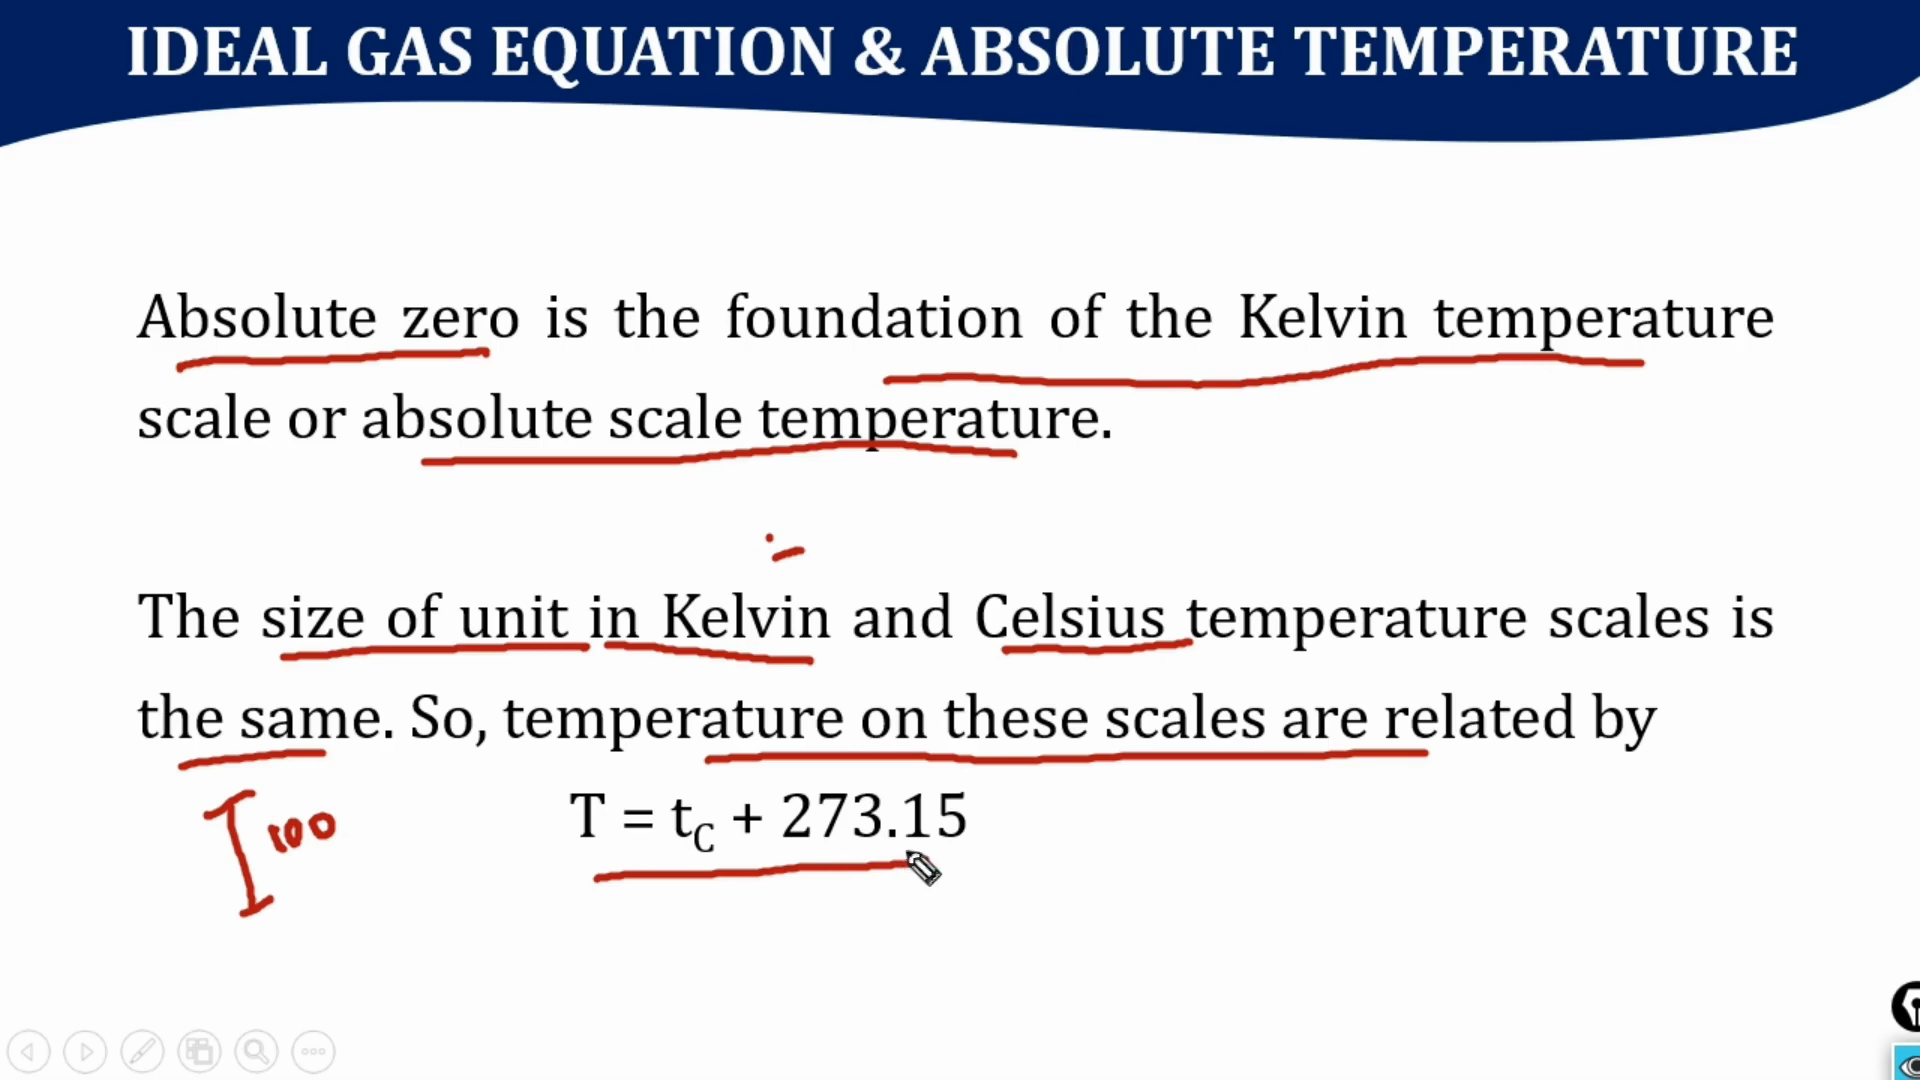 IDEAL GAS EQUATION & ABSOLUTE TEMPERATURE
Absolute zero is the foundation of the Kelvin temperature
scale or absolute scale temperature.
The size of unit in Kelvin and Celsius temperature scales is
the same. So, temperature on these scales are related by
T = t_C + 273.15
100